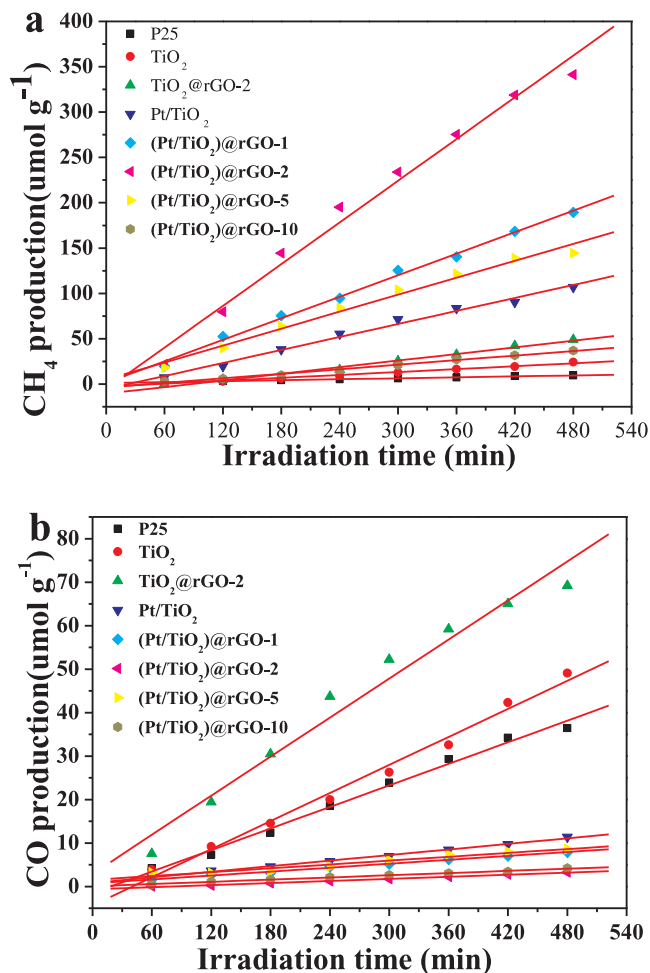 a
P25
TiO2
TiO2@rGO-2
Pt/TiO2
(Pt/TiO2)@rGO-1
(Pt/TiO2)@rGO-2
(Pt/TiO2)@rGO-5
(Pt/TiO2)@rGO-10
CH4 production(umol g-1)
400
350
300
250
200
150
100
50
0
0 60 120 180 240 300 360 420 480 540
Irradiation time (min)
b
P25
TiO2
TiO2@rGO-2
Pt/TiO2
(Pt/TiO2)@rGO-1
(Pt/TiO2)@rGO-2
(Pt/TiO2)@rGO-5
(Pt/TiO2)@rGO-10
CO production(umol g-1)
80
70
60
50
40
30
20
10
0
0 60 120 180 240 300 360 420 480 540
Irradiation time (min)